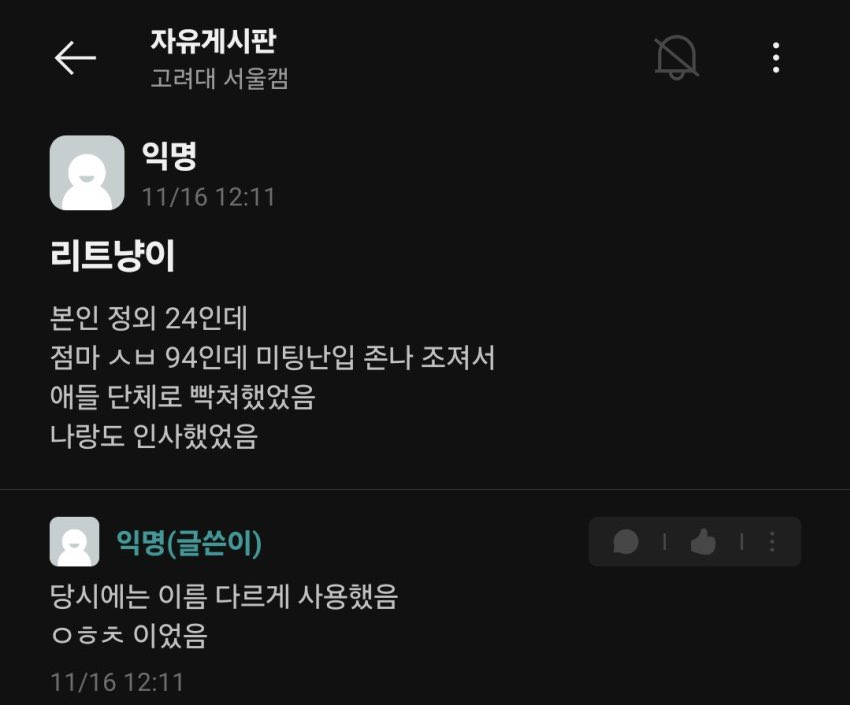 자유게시판
고려대 서울캠
익명
11/16 12:11
리트냥이
본인 정외 24인데
점마 ㅅㅂ 94인데 미팅난입 존나 조져서
애들 단체로 빡쳐했었음
나랑도 인사했었음
익명(글쓴이)
당시에는 이름 다르게 사용했음
ㅇㅎㅊ 이었음
11/16 12:11